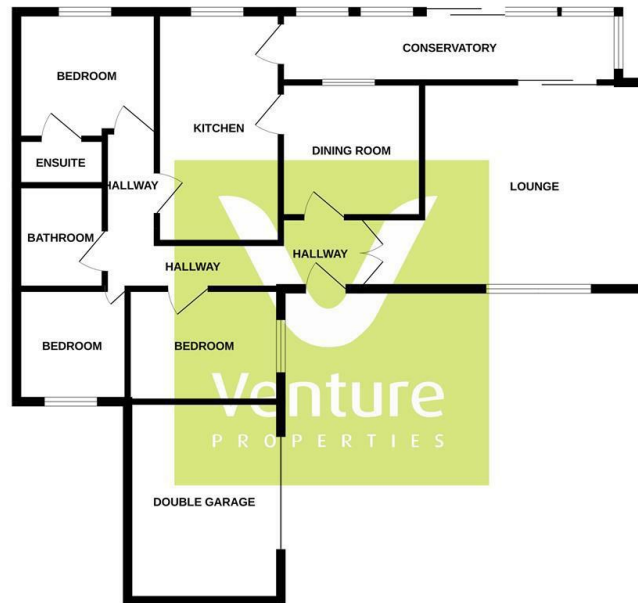 CONSERVATORY
BEDROOM
KITCHEN
DINING ROOM
ENSUITE
HALLWAY
LOUNGE
BATHROOM
HALLWAY
HALLWAY
BEDROOM
BEDROOM
Venture
PROPERTIES
DOUBLE GARAGE